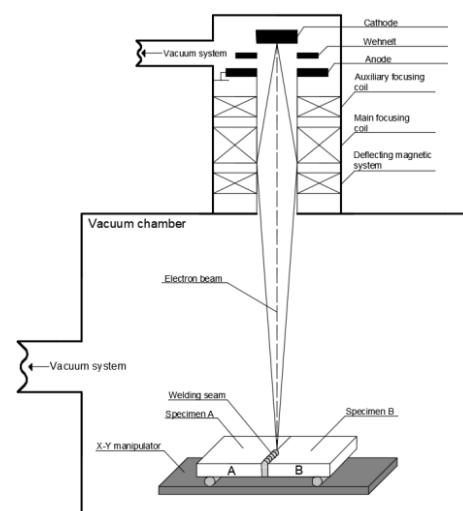 Cathode
Wehnelt
Vacuum system
Anode
Auxiliary focusing
coil
Main focusing
coil
Deflecting magnetic
system
Vacuum chamber
Electron beam
Vacuum system
Welding seam
Specimen A
Specimen B
X-Y manipulator
A
B